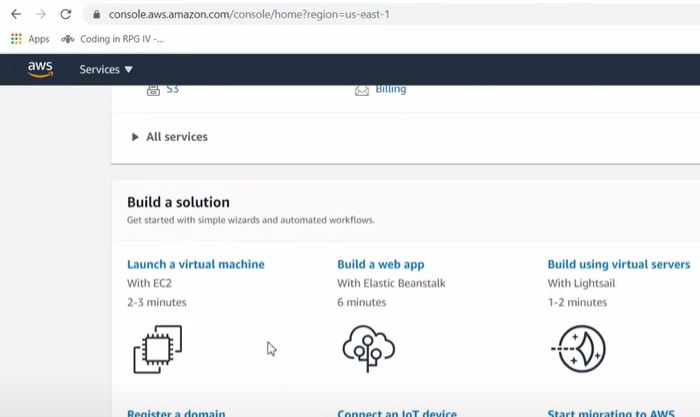 console.aws.amazon.com/console/home?region=us-east-1
Apps Coding in RPG IV -...
aws Services ▼
S3 Billing
▶ All services
Build a solution
Get started with simple wizards and automated workflows.
Launch a virtual machine
With EC2
2-3 minutes
Build a web app
With Elastic Beanstalk
6 minutes
Build using virtual servers
With Lightsail
1-2 minutes
Register a domain
Connect an IoT device
Start migrating to AWS